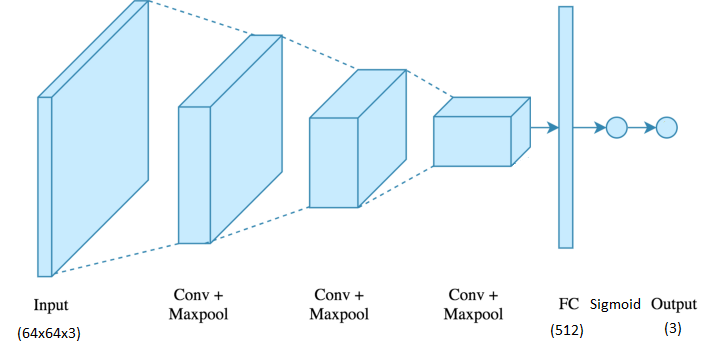 Input
(64x64x3)
Conv +
Maxpool
Conv +
Maxpool
Conv +
Maxpool
FC
(512)
Sigmoid
Output
(3)